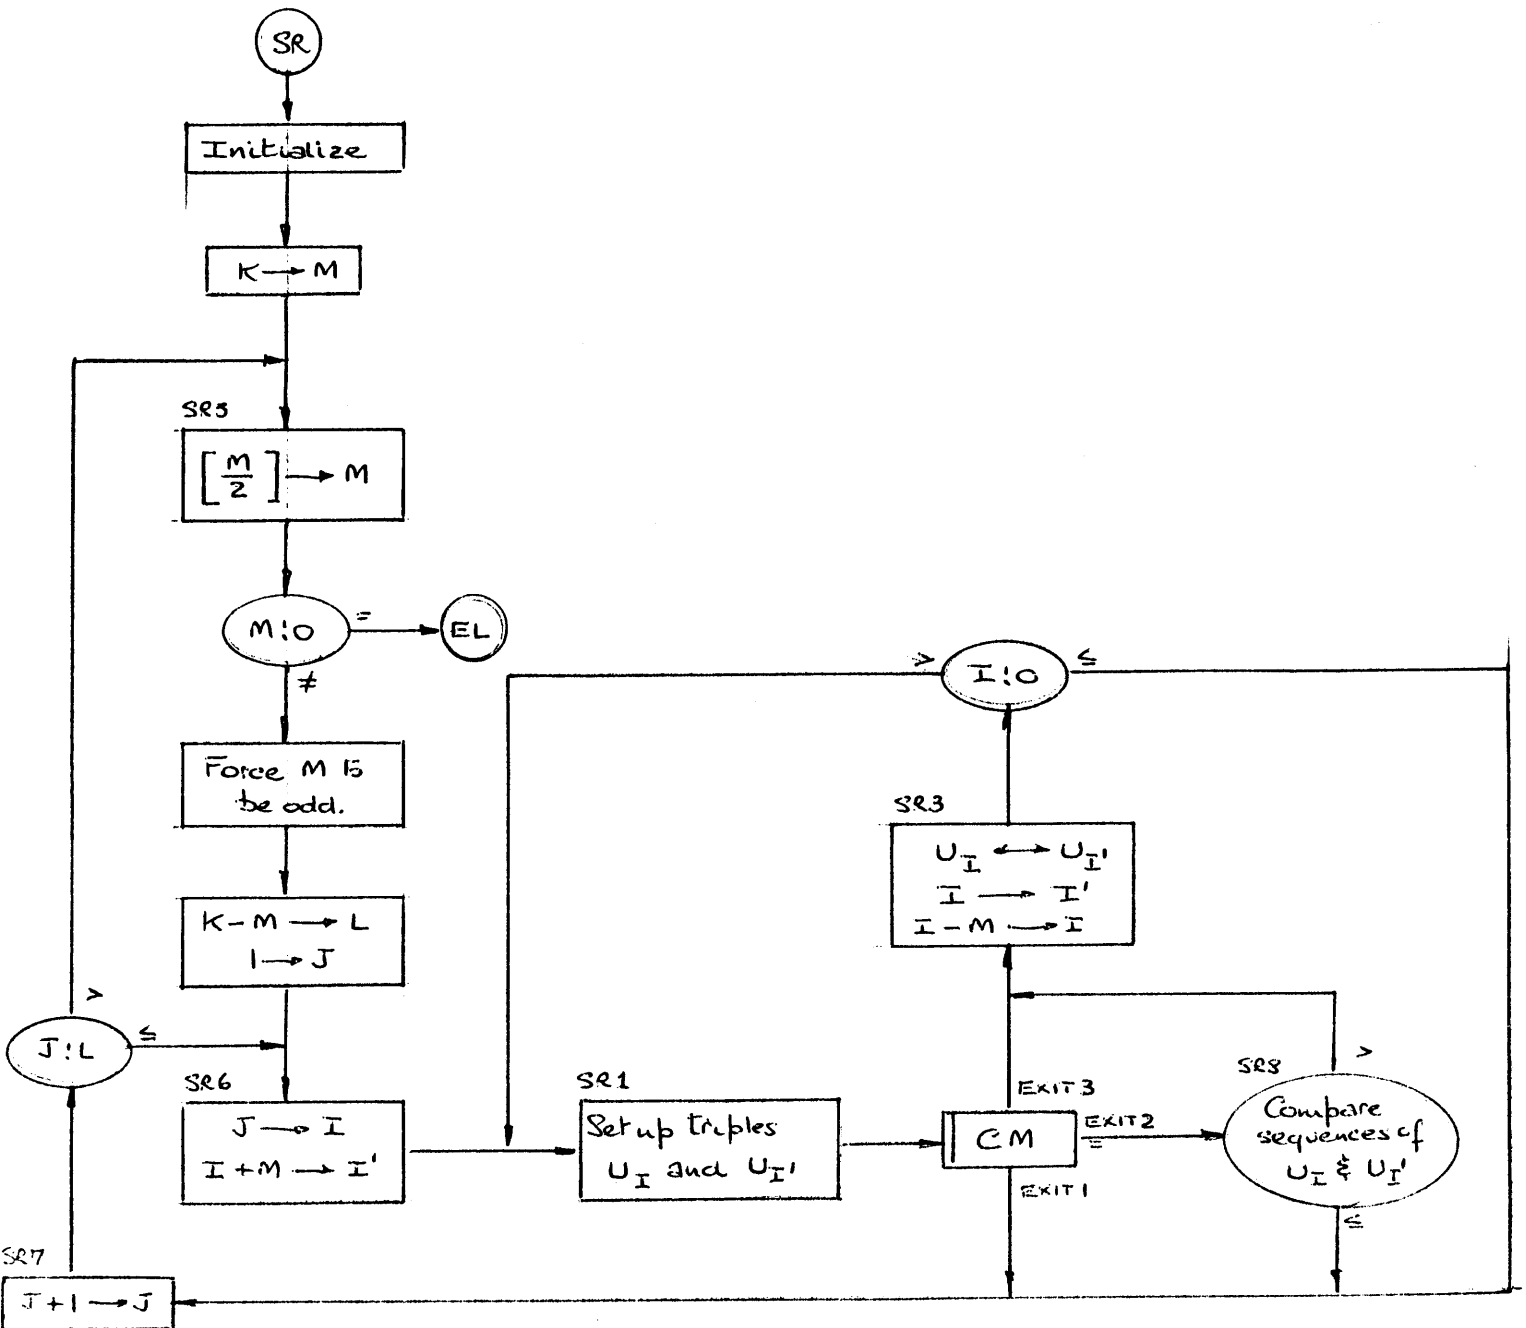 SR
Initialize
K → M
SR5
[M/2] → M
M:0
=
EL
≠
Force M to
be odd.
K - M → L
1 → J
>
J:L
≤
SR6
J → I
I + M → I'
SR7
J + 1 → J
SR1
Set up triples
U_I and U_I'
CM
EXIT 3
EXIT 2
=
EXIT 1
SR3
U_I ↔ U_I'
I → I'
I - M → I
>
I:0
≤
SR8
>
Compare
sequences of
U_I & U_I'
≤